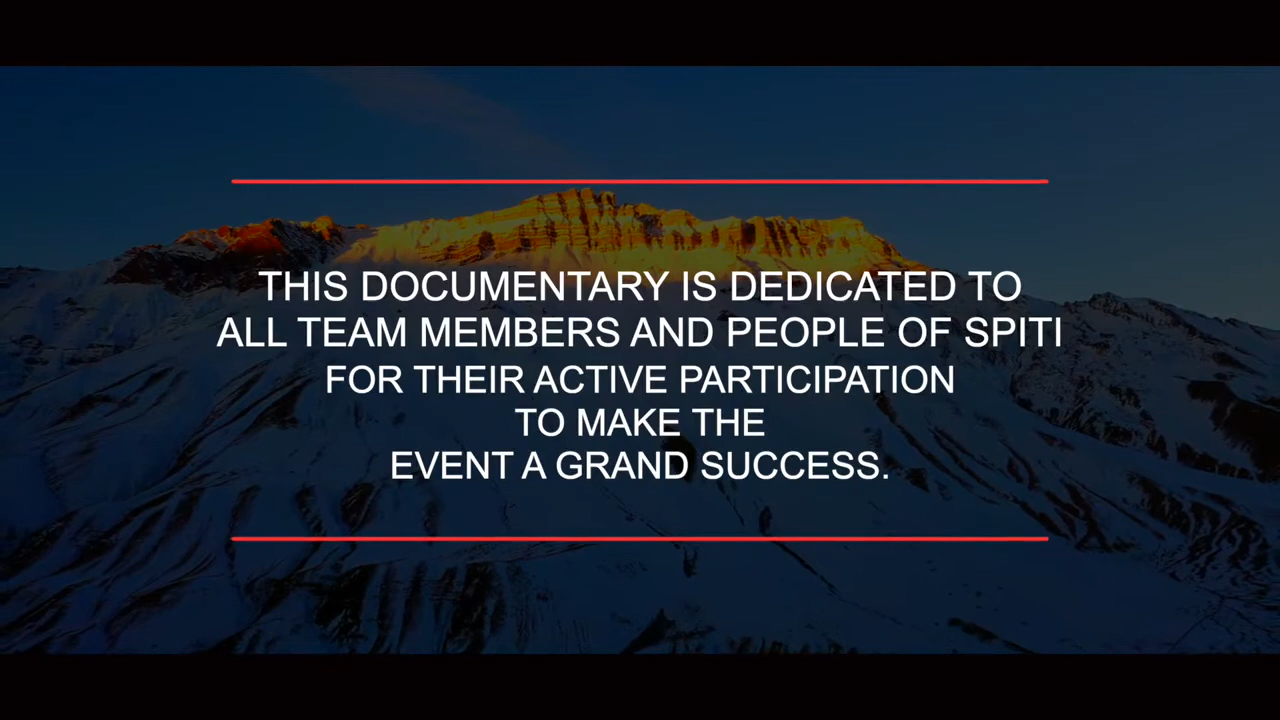 THIS DOCUMENTARY IS DEDICATED TO
ALL TEAM MEMBERS AND PEOPLE OF SPITI
FOR THEIR ACTIVE PARTICIPATION
TO MAKE THE
EVENT A GRAND SUCCESS.